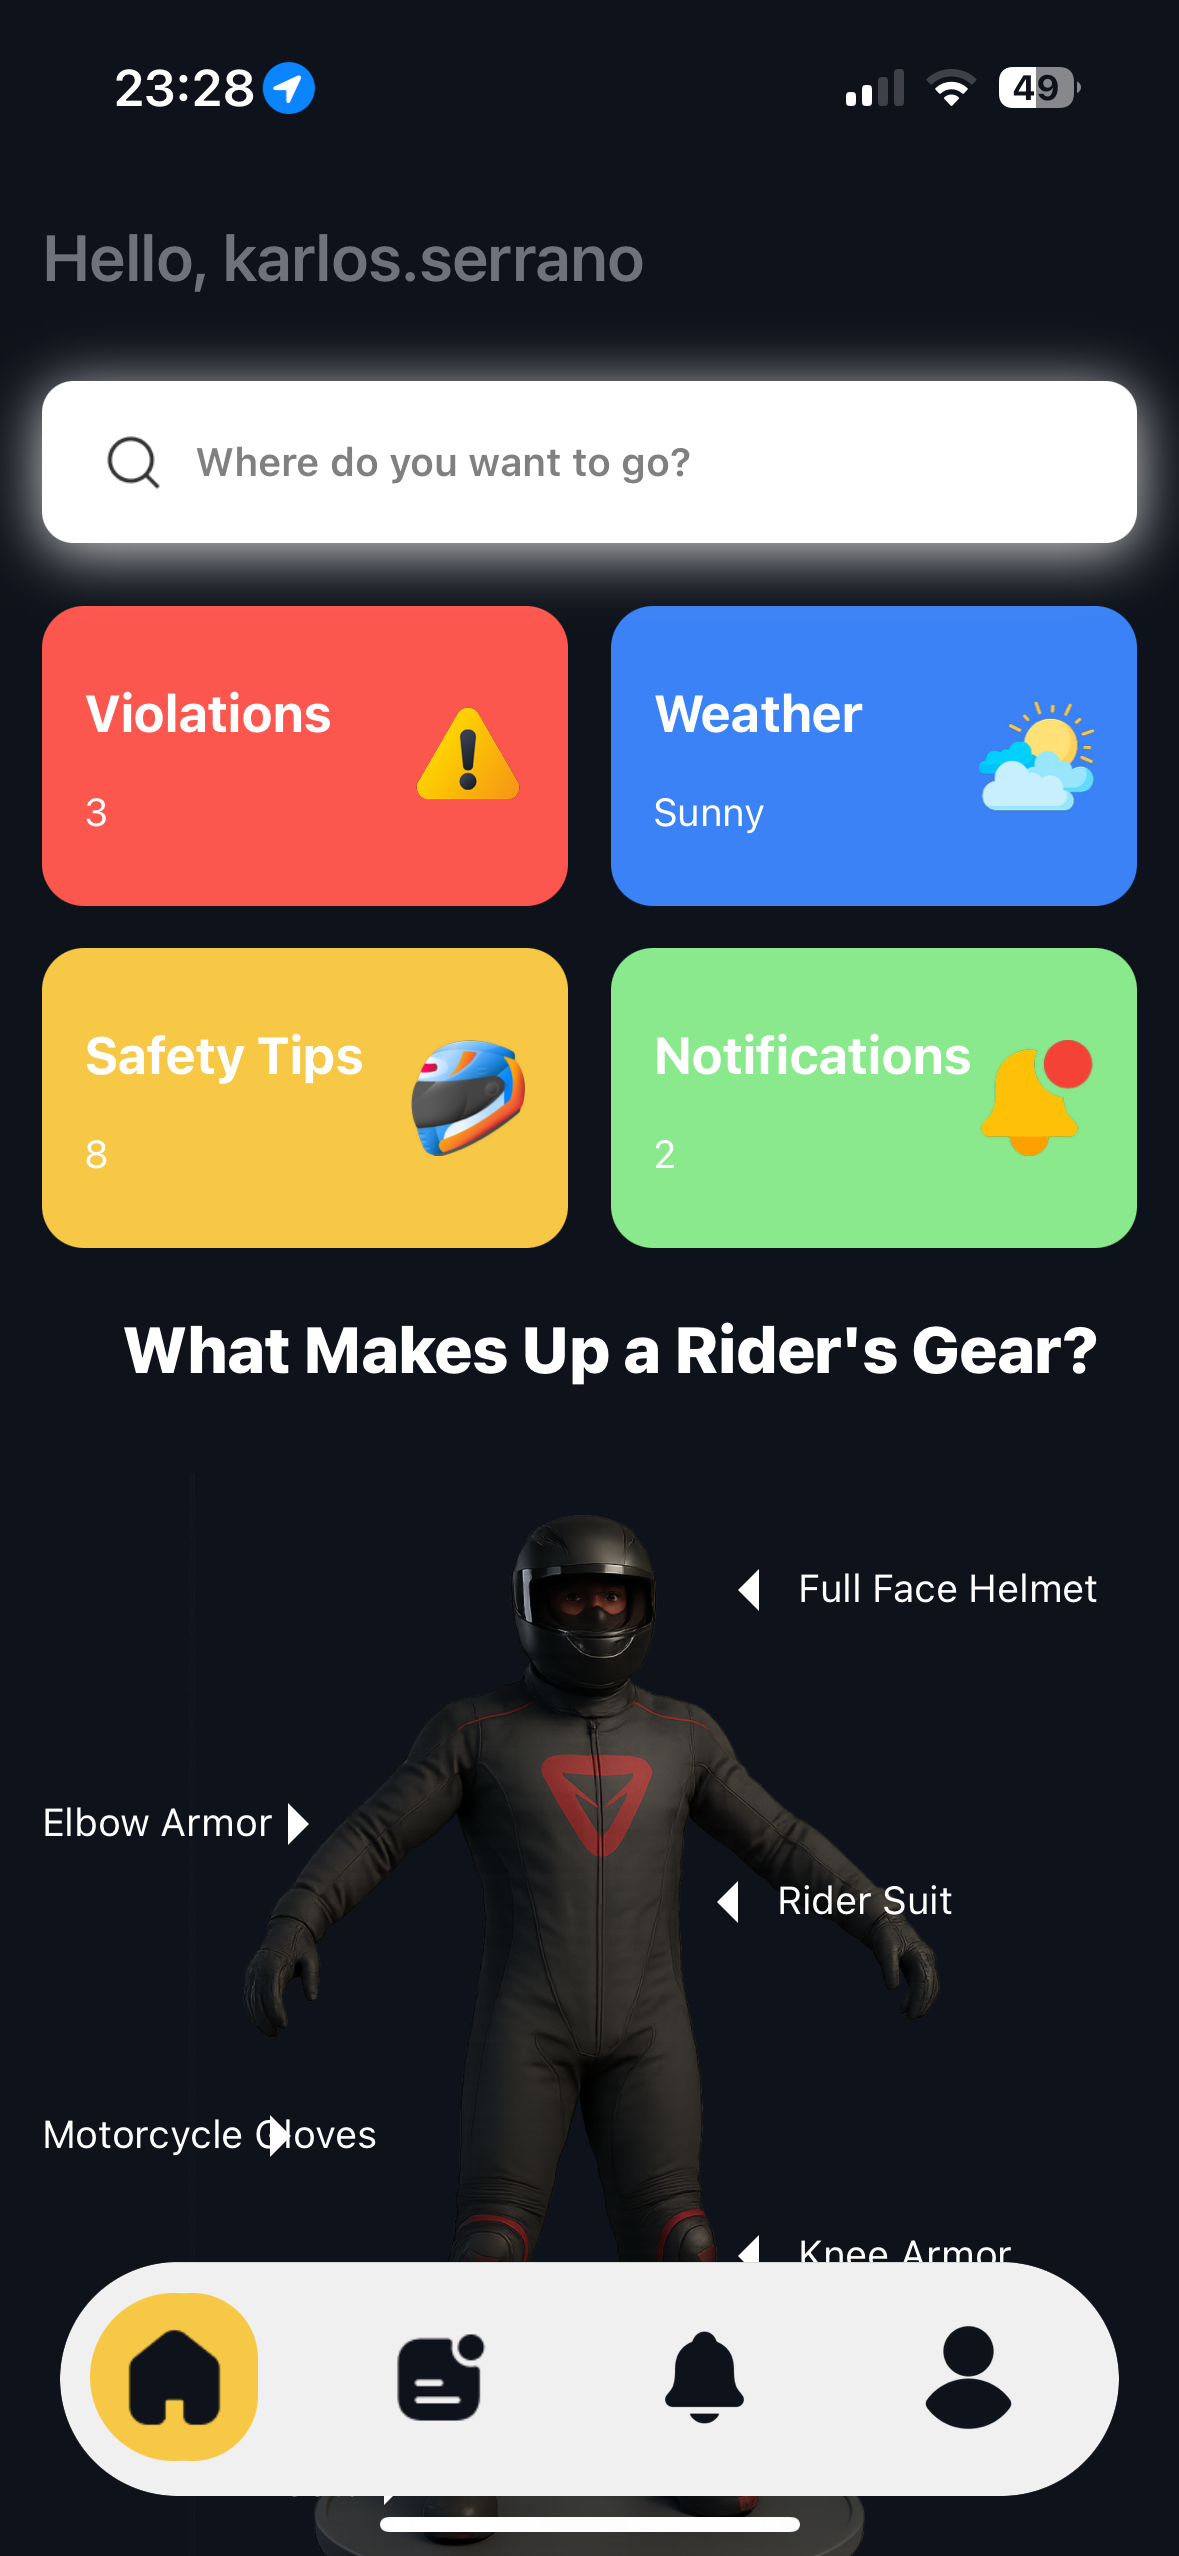 23:28
49
Hello, karlos.serrano
Where do you want to go?
Violations
3
Weather
Sunny
Safety Tips
8
Notifications
2
What Makes Up a Rider's Gear?
Full Face Helmet
Elbow Armor
Rider Suit
Motorcycle Gloves
Knee Armor